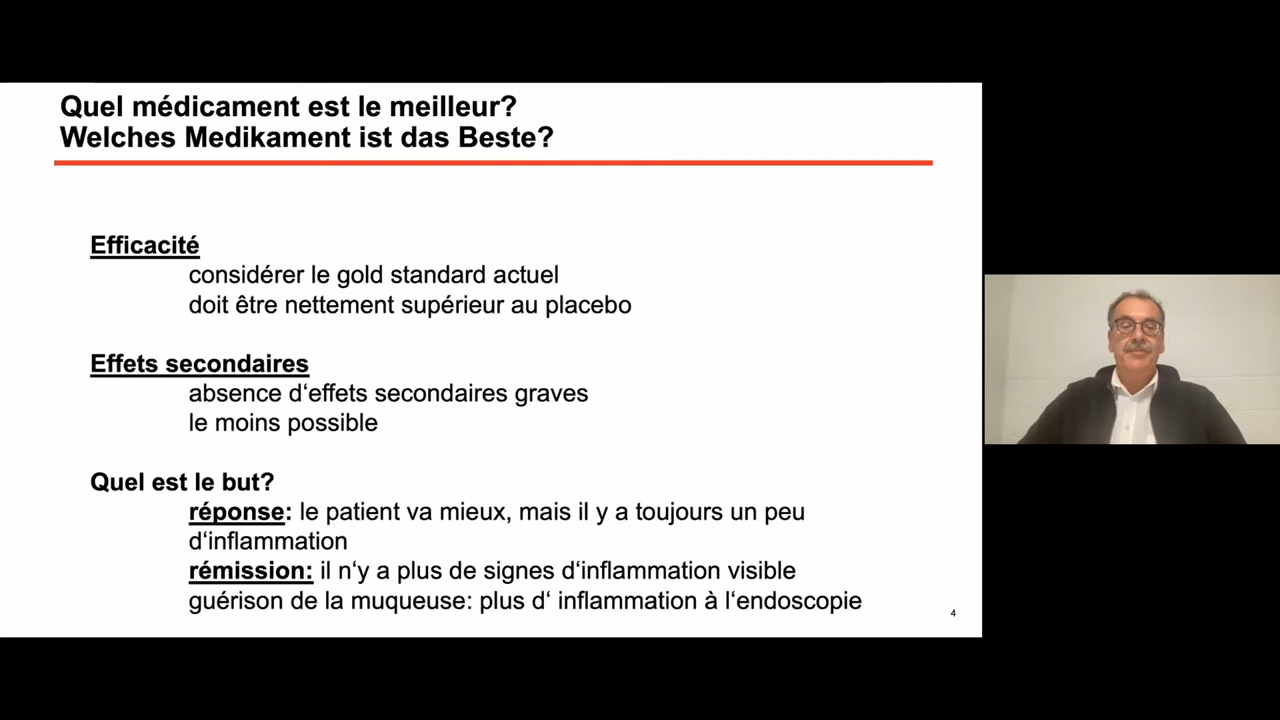 Quel médicament est le meilleur?
Welches Medikament ist das Beste?
Efficacité
considérer le gold standard actuel
doit être nettement supérieur au placebo
Effets secondaires
absence d‘effets secondaires graves
le moins possible
Quel est le but?
réponse: le patient va mieux, mais il y a toujours un peu
d‘inflammation
rémission: il n‘y a plus de signes d‘inflammation visible
guérison de la muqueuse: plus d‘ inflammation à l‘endoscopie
4